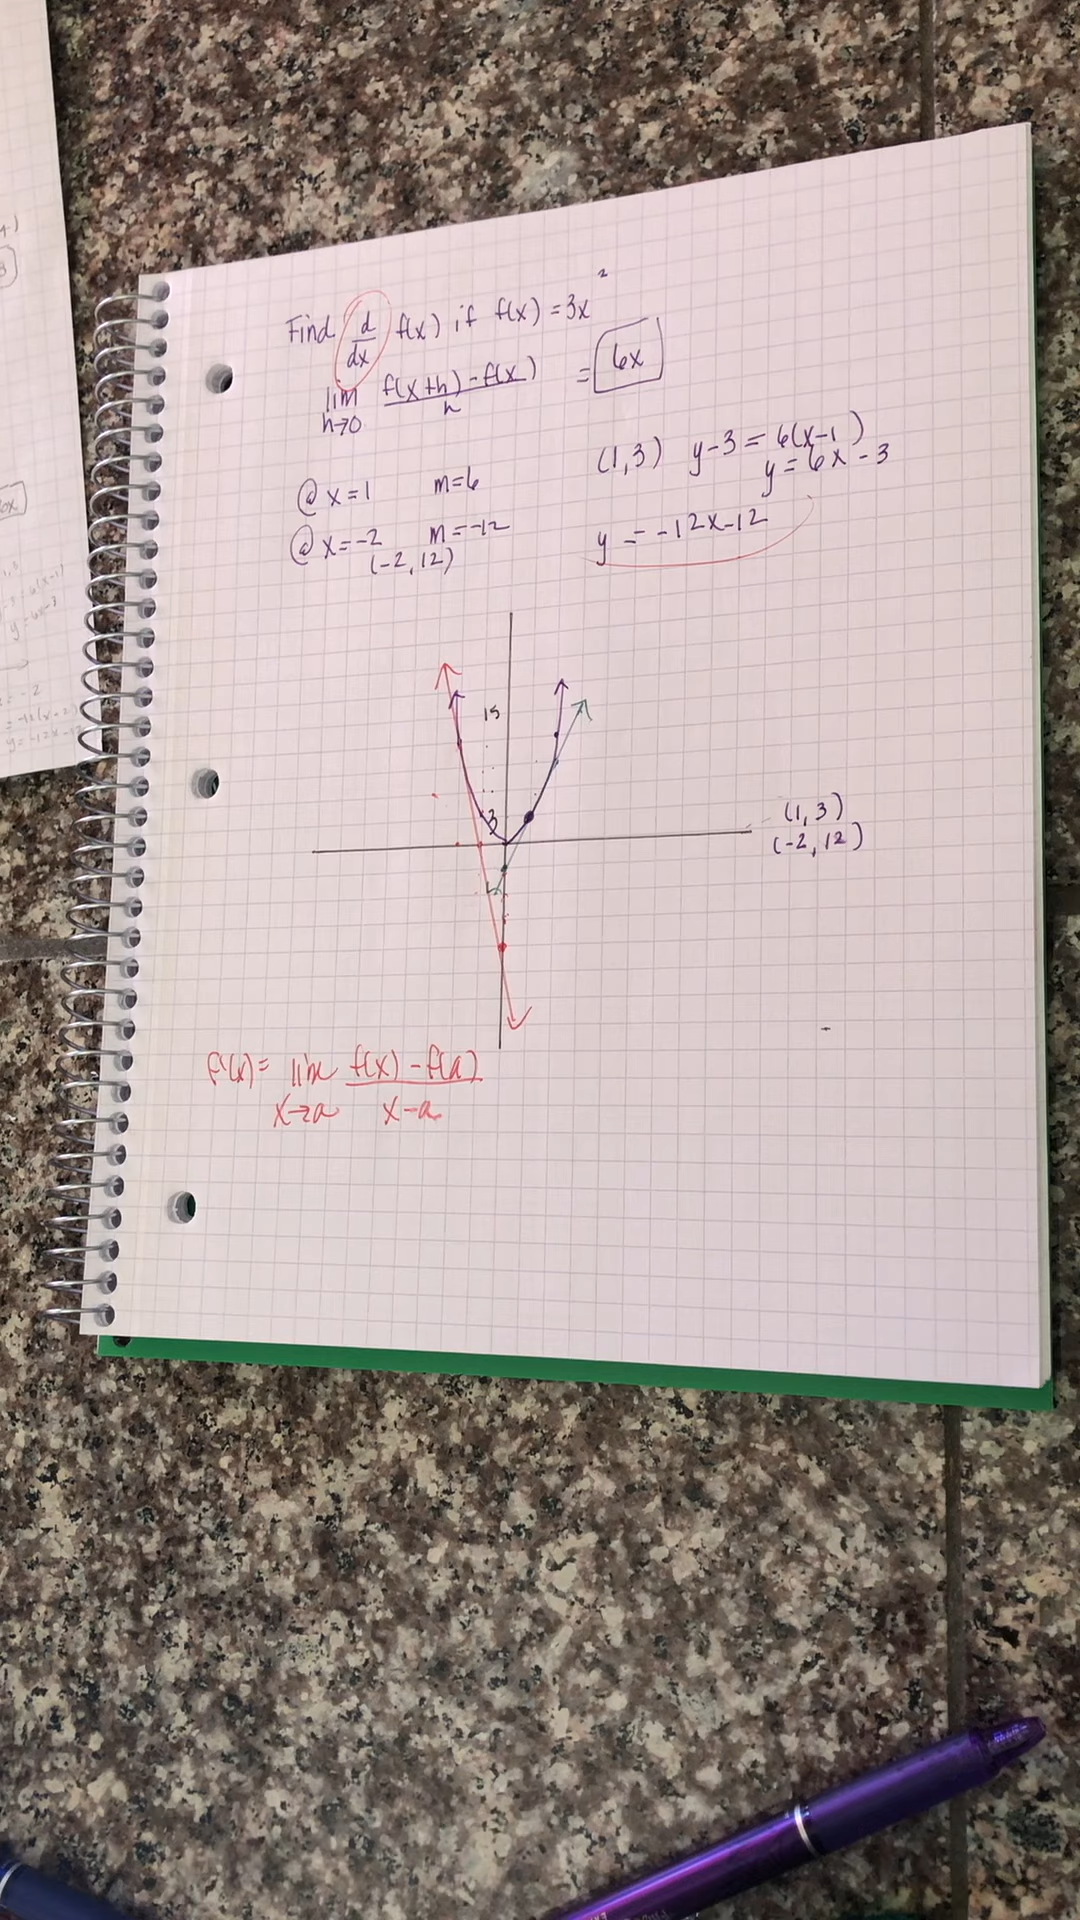 Find d/dx f(x) if f(x) = 3x²
lim h→0 f(x+h) - f(x) / h = 6x
(1,3) y-3 = 6(x-1)
y = 6x - 3
@ x=1 m=6
@ x=-2 m=-12
(-2, 12)
y = -12x-12
15
3
(1, 3)
(-2, 12)
f'(x) = lim x→a f(x) - f(a) / x-a